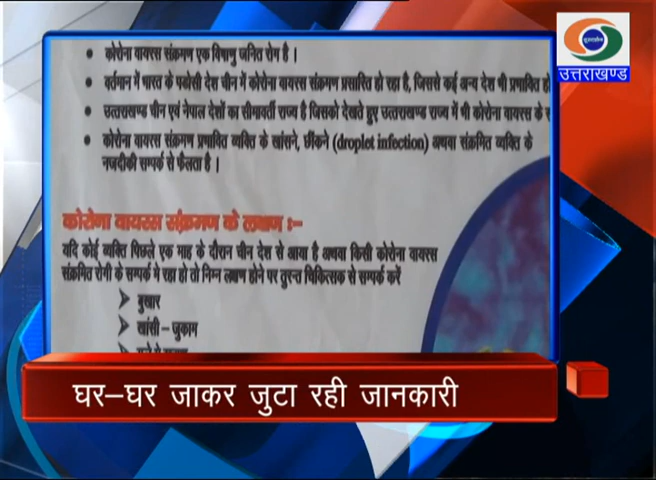 उत्तराखण्ड
कोरोना वायरस संक्रमण एक विषाणु जनित रोग है ।
वर्तमान में भारत के पडोसी देश चीन में कोरोना वायरस संक्रमण प्रसारित हो रहा है, जिससे कई अन्य देश भी प्रभावित
उत्तराखण्ड चीन एवं नेपाल देशों का सीमावर्ती राज्य है जिसको देखते हुए उत्तराखण्ड राज्य में भी कोरोना वायरस के
कोरोना वायरस संक्रमण प्रभावित व्यक्ति के खांसने, छींकने (droplet infection) अथवा संक्रमित व्यक्ति के
नजदीकी सम्पर्क से फैलता है ।
कोरोना वायरस संक्रमण के लक्षण :–
यदि कोई व्यक्ति पिछले एक माह के दौरान चीन देश से आया है अथवा किसी कोरोना वायरस
संक्रमित रोगी के सम्पर्क मे रहा हो तो निम्न लक्षण होने पर तुरन्त चिकित्सक से सम्पर्क करें
बुखार
खांसी – जुकाम
घर–घर जाकर जुटा रही जानकारी